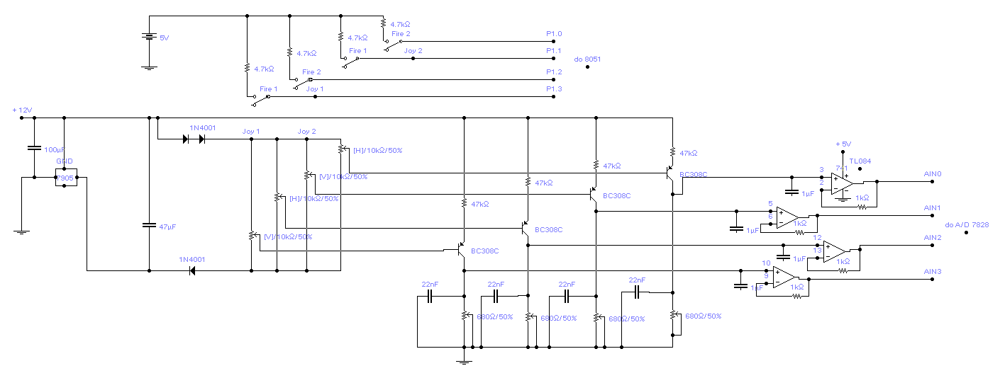 4.7kΩ
Fire 2
P1.0
5V
4.7kΩ
Fire 1
Joy 2
P1.1
4.7kΩ
do 8051
4.7kΩ
Fire 2
P1.2
Fire 1
Joy 1
P1.3
+ 12V
1N4001
Joy 1
Joy 2
100µF
GND
7905
[H]/10kΩ/50%
47kΩ
+ 5V
TL084
741
3
2
AIN0
[V]/10kΩ/50%
47kΩ
BC308C
1µF
1kΩ
[H]/10kΩ/50%
47kΩ
BC308C
5
6
AIN1
47kΩ
1µF
1kΩ
do A/D 7828
47µF
[V]/10kΩ/50%
BC308C
12
13
AIN2
BC308C
1µF
1kΩ
1N4001
10
9
AIN3
1µF
1kΩ
22nF
22nF
22nF
22nF
680Ω/50%
680Ω/50%
680Ω/50%
680Ω/50%